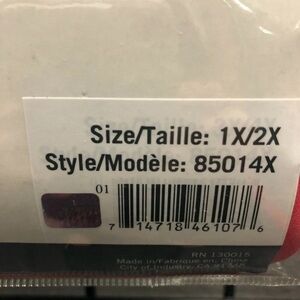 Size/Taille: 1X/2X
Style/Modèle: 85014X
01
7 14718 46107 6
RN 130015
Made in/Fabriqué en: China
City of Industry, CA